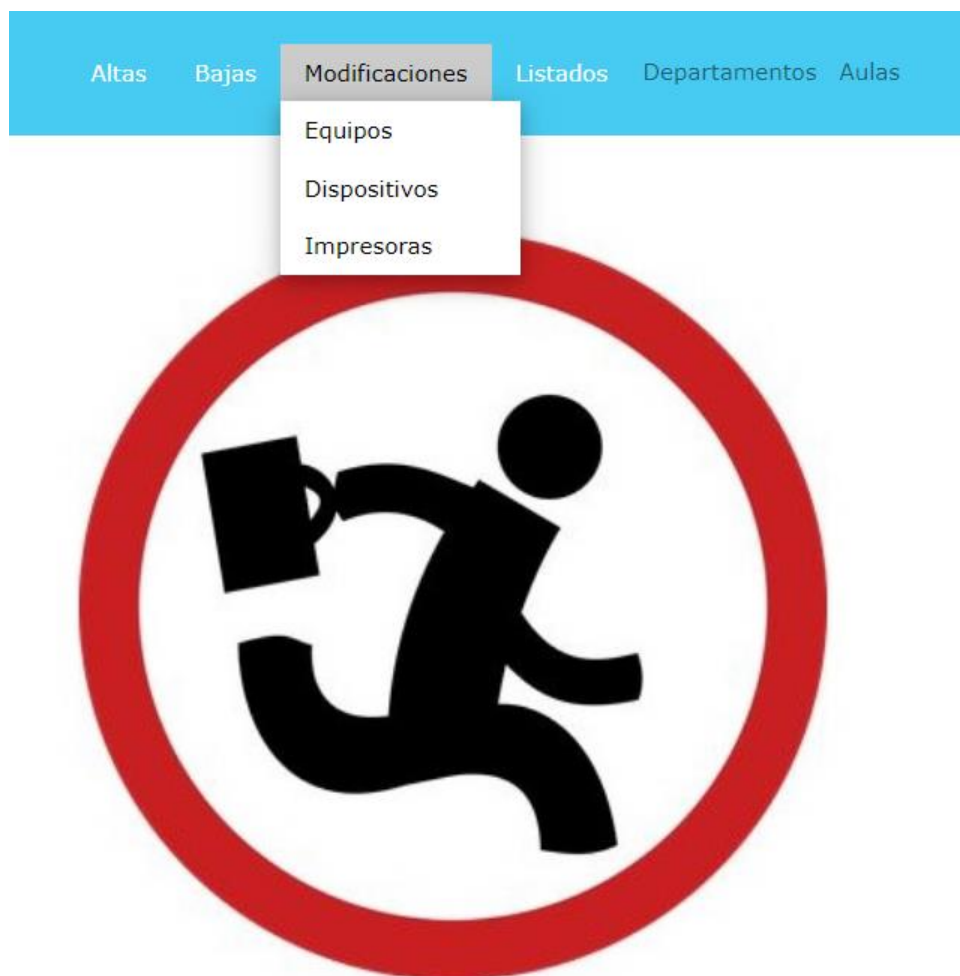 Altas Bajas Modificaciones Listados Departamentos Aulas
Equipos
Dispositivos
Impresoras